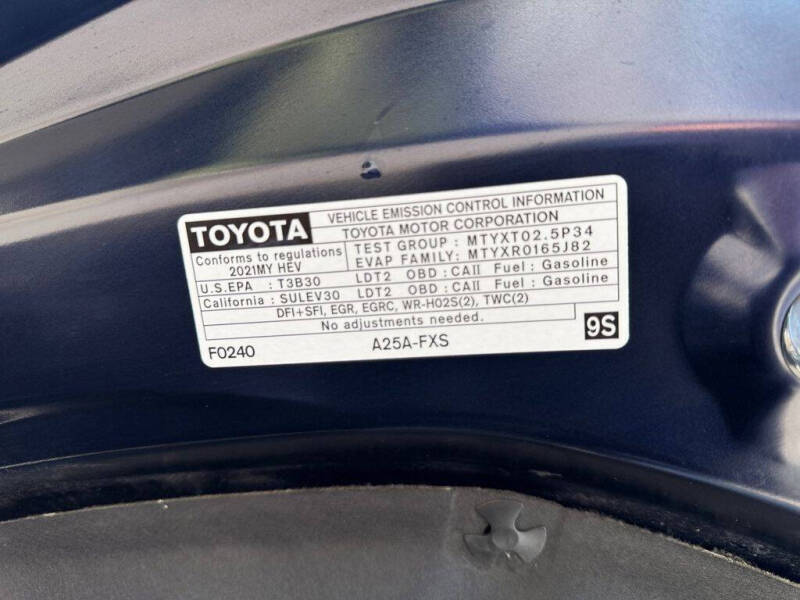 TOYOTA
VEHICLE EMISSION CONTROL INFORMATION
TOYOTA MOTOR CORPORATION
Conforms to regulations
2021MY HEV
TEST GROUP : MTYXT02.5P34
EVAP FAMILY: MTYXR0165J82
U.S.EPA : T3B30 LDT2 OBD : CAII Fuel : Gasoline
California : SULEV30 LDT2 OBD : CAII Fuel : Gasoline
DFI+SFI, EGR, EGRC, WR-HO2S(2), TWC(2)
No adjustments needed.
9S
F0240 A25A-FXS